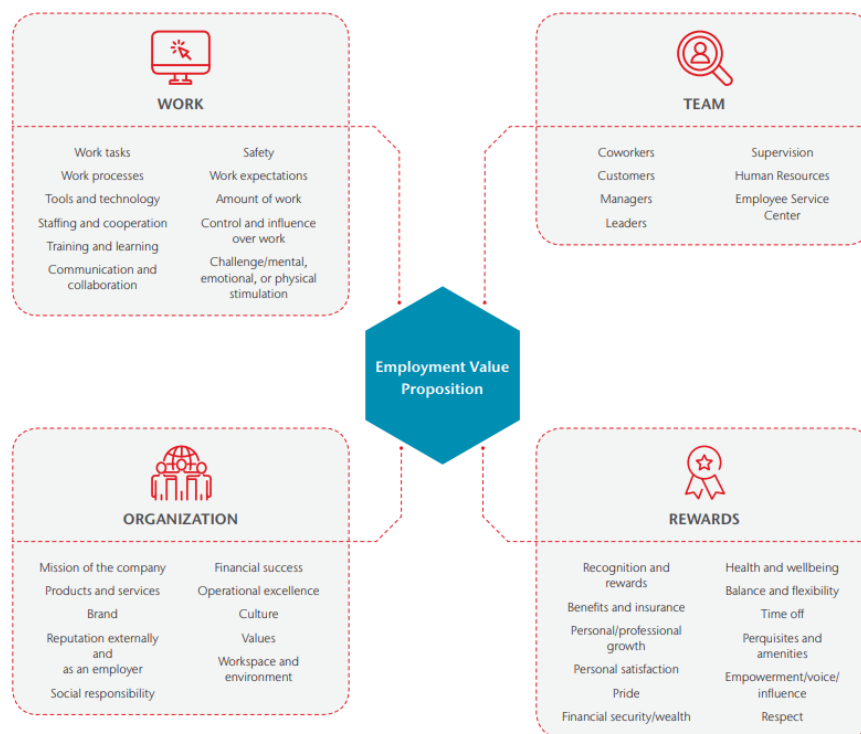 WORK
Work tasks
Work processes
Tools and technology
Staffing and cooperation
Training and learning
Communication and
collaboration
Safety
Work expectations
Amount of work
Control and influence
over work
Challenge/mental,
emotional, or physical
stimulation
TEAM
Coworkers
Customers
Managers
Leaders
Supervision
Human Resources
Employee Service
Center
Employment Value
Proposition
ORGANIZATION
Mission of the company
Products and services
Brand
Reputation externally
and
as an employer
Social responsibility
Financial success
Operational excellence
Culture
Values
Workspace and
environment
REWARDS
Recognition and
rewards
Benefits and insurance
Personal/professional
growth
Personal satisfaction
Pride
Financial security/wealth
Health and wellbeing
Balance and flexibility
Time off
Perquisites and
amenities
Empowerment/voice/
influence
Respect